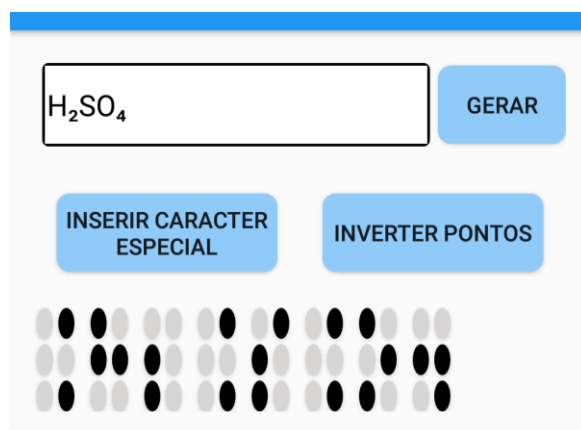 H₂SO₄
GERAR
INSERIR CARACTER
ESPECIAL
INVERTER PONTOS
⠨⠓⠆⠨⠎⠨⠕⠲